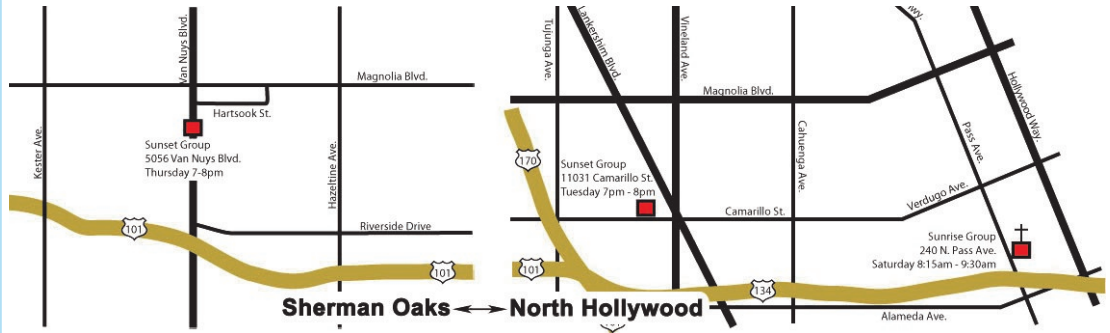 Kester Ave.
Van Nuys Blvd.
Magnolia Blvd.
Hartsook St.
Sunset Group
5056 Van Nuys Blvd.
Thursday 7-8pm
Hazeltine Ave.
101
Riverside Drive
101
Sherman Oaks
North Hollywood
Tujunga Ave.
Lankershim Blvd.
Vineland Ave.
Magnolia Blvd.
Cahuenga Ave.
Hollywood Way.
Pass Ave.
170
Sunset Group
11031 Camarillo St.
Tuesday 7pm - 8pm
Camarillo St.
Verdugo Ave.
Sunrise Group
240 N. Pass Ave.
Saturday 8:15am - 9:30am
101
134
Alameda Ave.